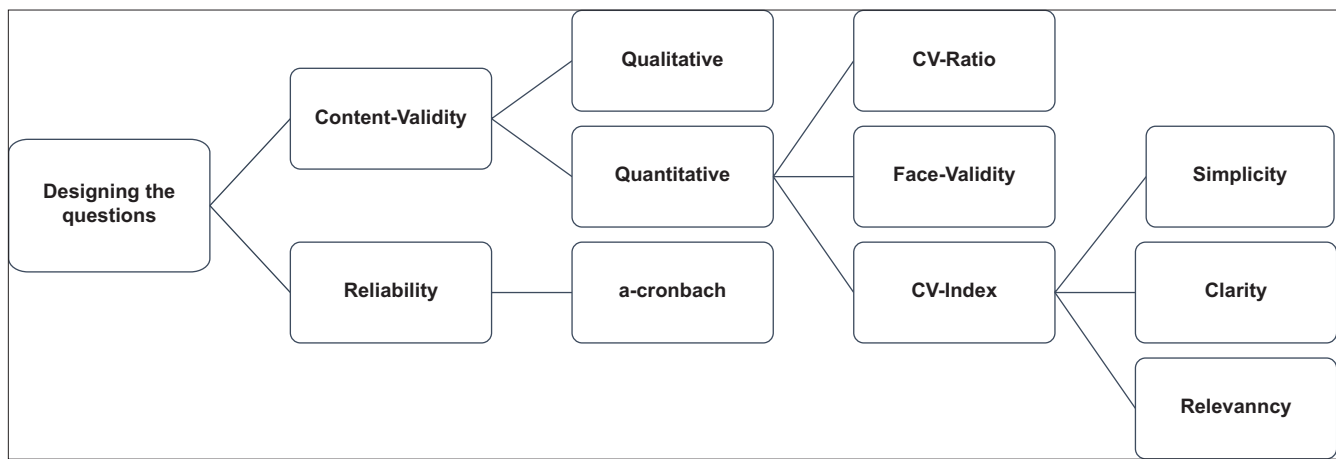 Designing the
questions
Content-Validity
Reliability
Qualitative
Quantitative
a-cronbach
CV-Ratio
Face-Validity
CV-Index
Simplicity
Clarity
Relevanncy